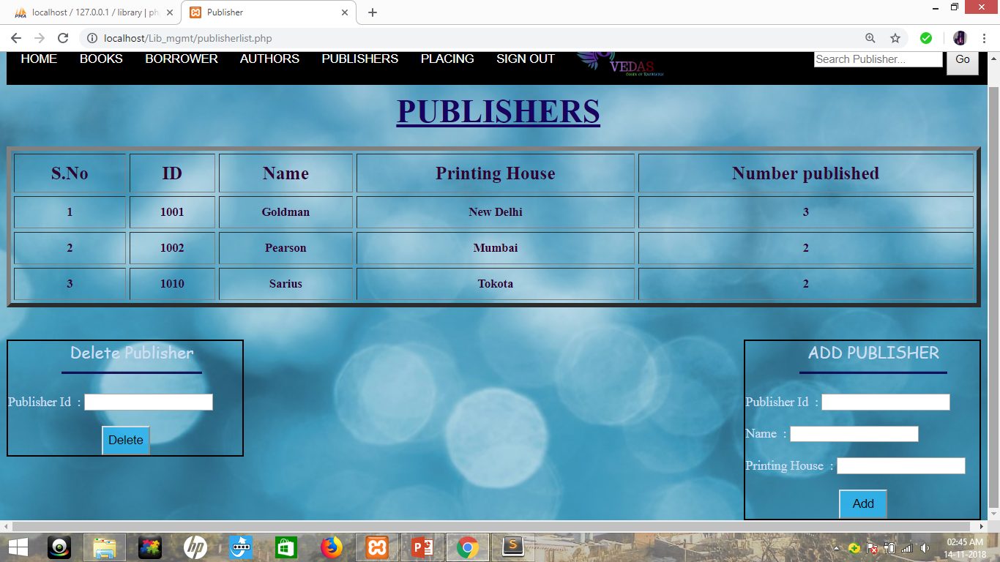 localhost / 127.0.0.1 / library | ph
Publisher
localhost/Lib_mgmt/publisherlist.php
HOME BOOKS BORROWER AUTHORS PUBLISHERS PLACING SIGN OUT
VEDAS
Search Publisher... Go
PUBLISHERS
S.No ID Name Printing House Number published
1 1001 Goldman New Delhi 3
2 1002 Pearson Mumbai 2
3 1010 Sarius Tokota 2
Delete Publisher
Publisher Id :
Delete
ADD PUBLISHER
Publisher Id :
Name :
Printing House :
Add
02:45 AM
14-11-2018